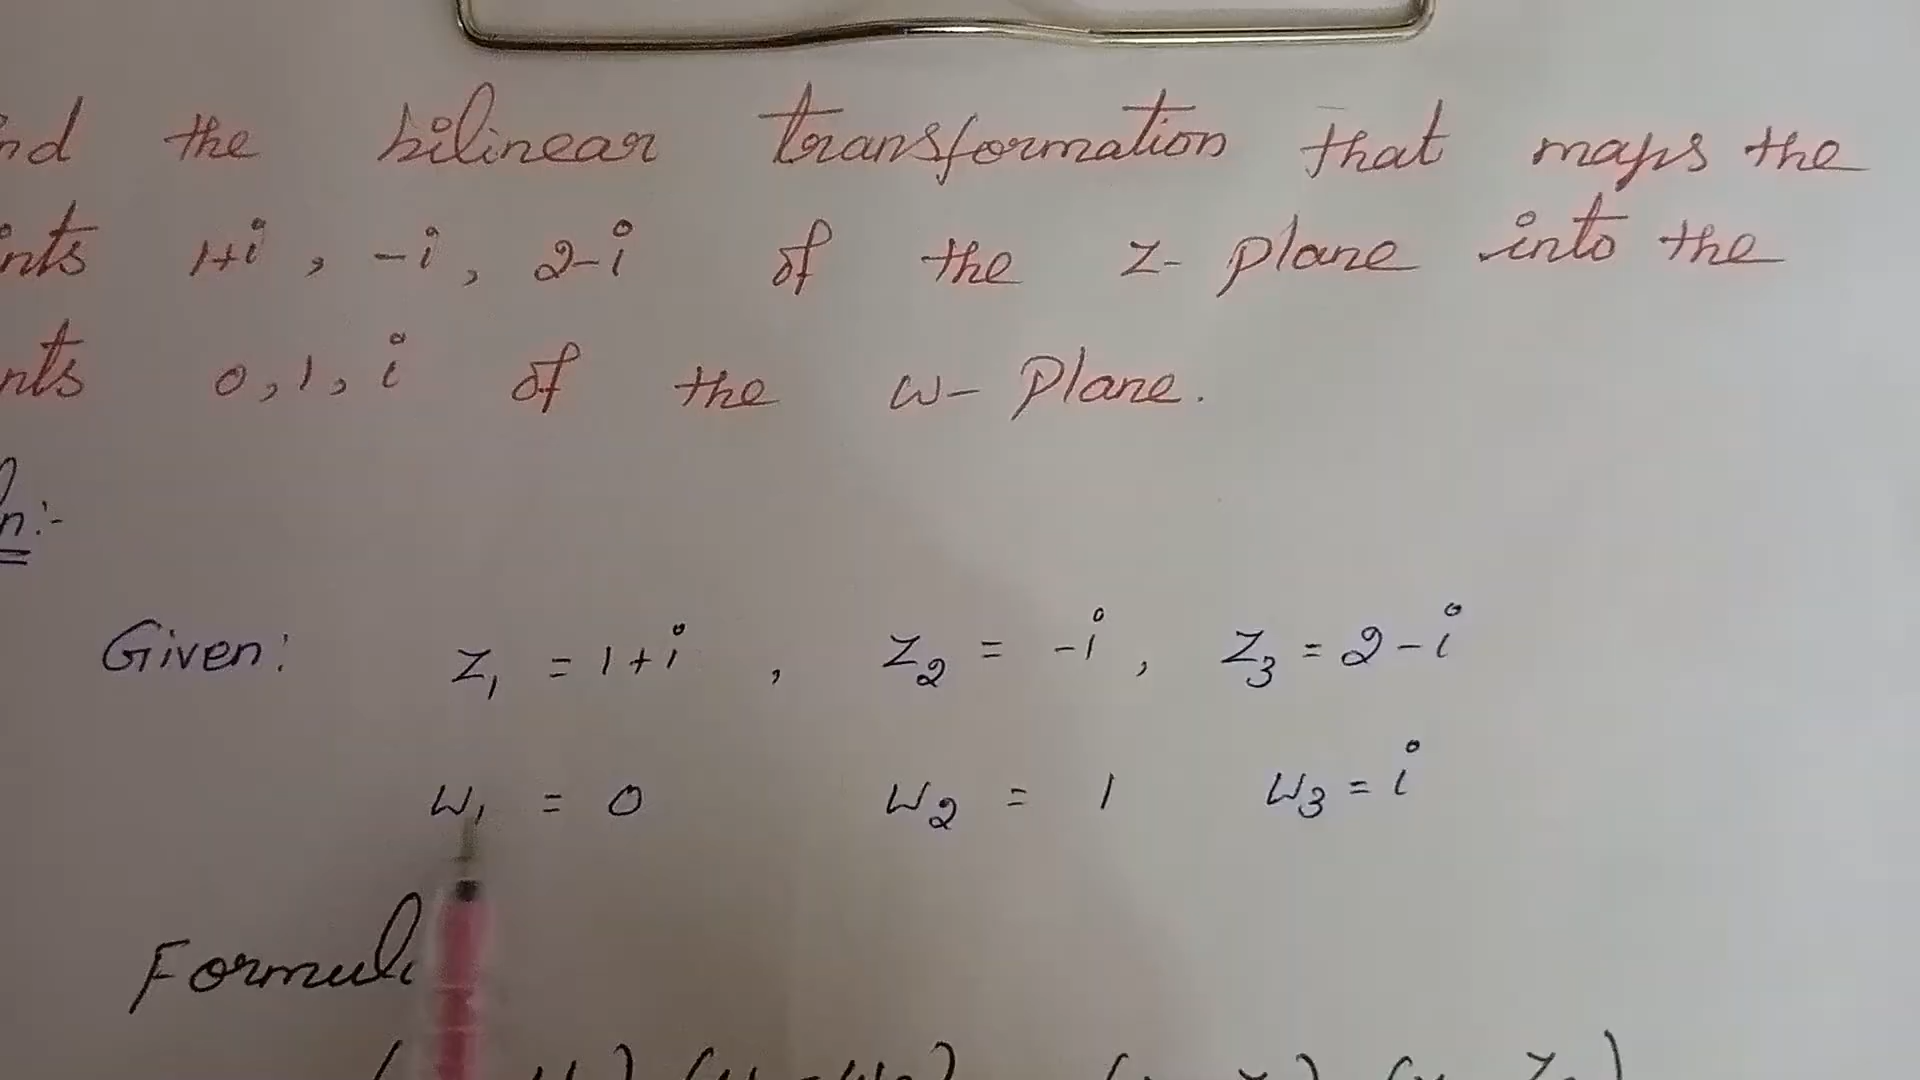 nd the bilinear transformation that maps the
ints 1+i, -i, 2-i of the z- plane into the
nts 0, 1, i of the w- plane.
n:-
Given: z₁ = 1+i , z₂ = -i , z₃ = 2-i
w₁ = 0 w₂ = 1 w₃ = i
Formul